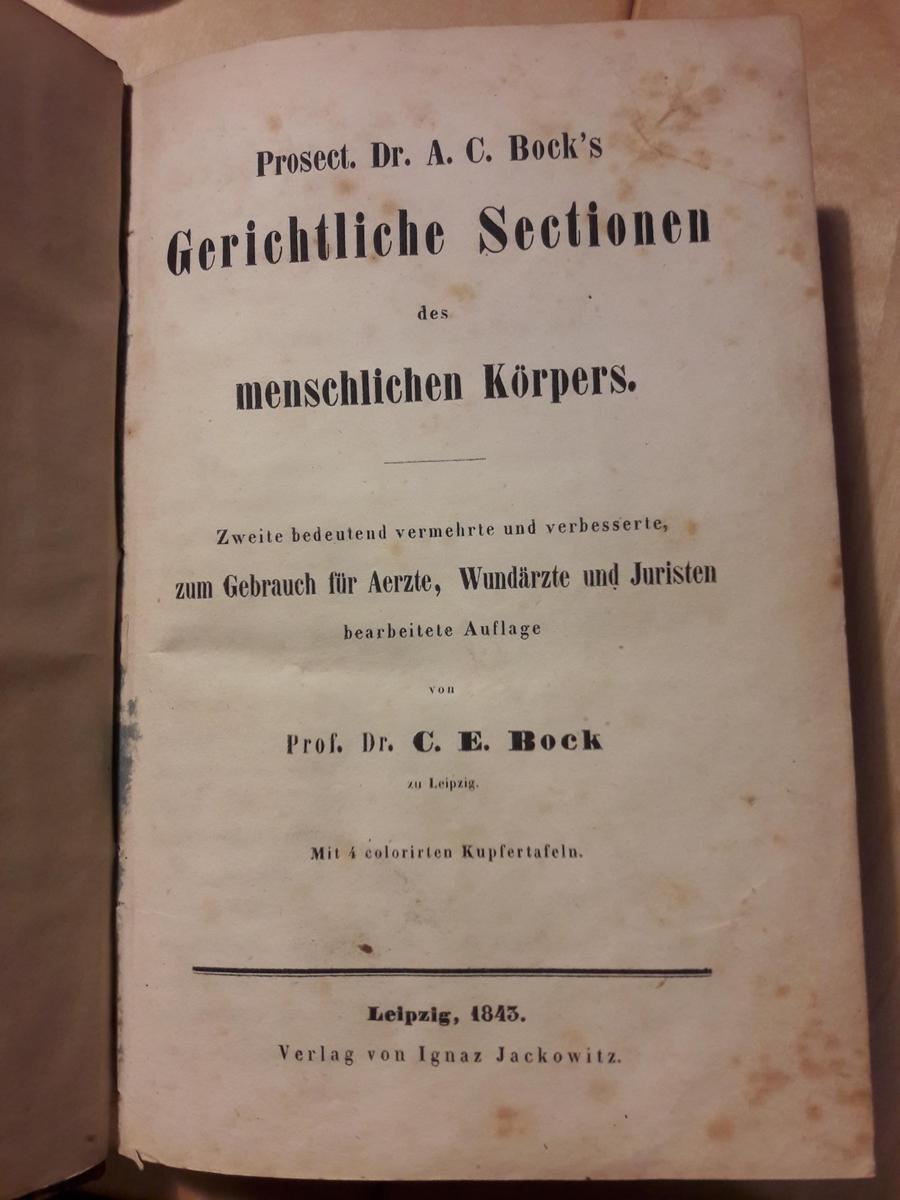 Prosect. Dr. A. C. Bock's
Gerichtliche Sectionen
des
menschlichen Körpers.
Zweite bedeutend vermehrte und verbesserte,
zum Gebrauch für Aerzte, Wundärzte und Juristen
bearbeitete Auflage
von
Prof. Dr. C. E. Bock
zu Leipzig.
Mit 4 colorirten Kupfertafeln.
Leipzig, 1843.
Verlag von Ignaz Jackowitz.